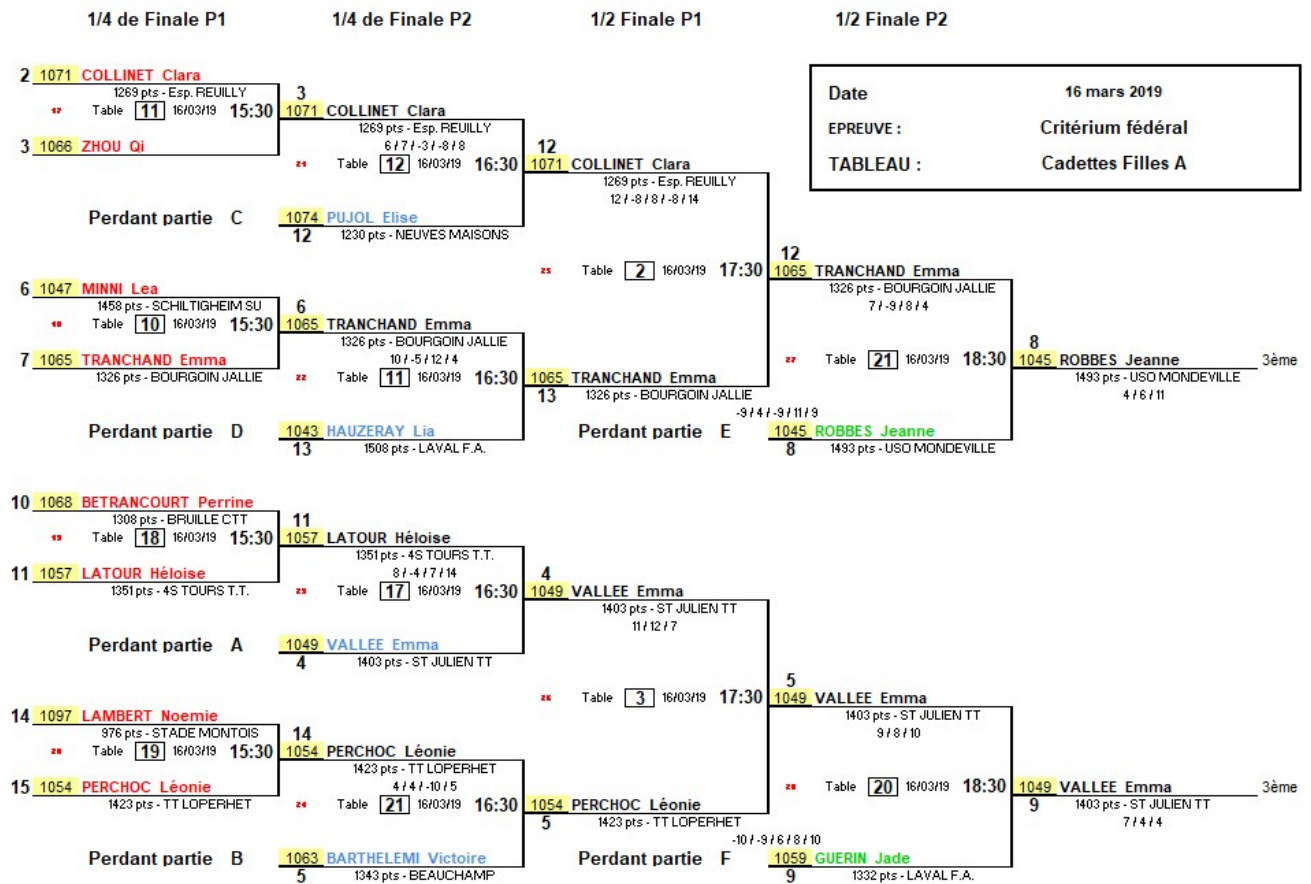 1/4 de Finale P1 1/4 de Finale P2 1/2 Finale P1 1/2 Finale P2
Date 16 mars 2019
EPREUVE : Critérium fédéral
TABLEAU : Cadettes Filles A
2 1071 COLLINET Clara
1269 pts - Esp. REUILLY
17 Table 11 16/03/19 15:30
3 1066 ZHOU Qi
3
1071 COLLINET Clara
1269 pts - Esp. REUILLY
6 / 7 / -3 / -8 / 8
21 Table 12 16/03/19 16:30
Perdant partie C 1074 PUJOL Elise
12 1230 pts - NEUVES MAISONS
12
1071 COLLINET Clara
1269 pts - Esp. REUILLY
12 / -8 / 8 / -8 / 14
25 Table 2 16/03/19 17:30
6 1047 MINNI Lea
1458 pts - SCHILTIGHEIM SU
18 Table 10 16/03/19 15:30
7 1065 TRANCHAND Emma
1326 pts - BOURGOIN JALLIE
6
1065 TRANCHAND Emma
1326 pts - BOURGOIN JALLIE
10 / -5 / 12 / 4
22 Table 11 16/03/19 16:30
Perdant partie D 1043 HAUZERAY Lia
13 1508 pts - LAVAL F.A.
1065 TRANCHAND Emma
13 1326 pts - BOURGOIN JALLIE
-9 / 4 / -9 / 11 / 9
12
1065 TRANCHAND Emma
1326 pts - BOURGOIN JALLIE
7 / -9 / 8 / 4
27 Table 21 16/03/19 18:30
Perdant partie E 1045 ROBBES Jeanne
8 1493 pts - USO MONDEVILLE
8
1045 ROBBES Jeanne 3ème
1493 pts - USO MONDEVILLE
4 / 6 / 11
10 1068 BETRANCOURT Perrine
1308 pts - BRUILLE CTT
19 Table 18 16/03/19 15:30
11 1057 LATOUR Héloise
1351 pts - 4S TOURS T.T.
11
1057 LATOUR Héloise
1351 pts - 4S TOURS T.T.
8 / -4 / 7 / 14
23 Table 17 16/03/19 16:30
Perdant partie A 1049 VALLEE Emma
4 1403 pts - ST JULIEN TT
4
1049 VALLEE Emma
1403 pts - ST JULIEN TT
11 / 12 / 7
26 Table 3 16/03/19 17:30
14 1097 LAMBERT Noemie
976 pts - STADE MONTOIS
20 Table 19 16/03/19 15:30
15 1054 PERCHOC Léonie
1423 pts - TT LOPERHET
14
1054 PERCHOC Léonie
1423 pts - TT LOPERHET
4 / 4 / -10 / 5
24 Table 21 16/03/19 16:30
Perdant partie B 1063 BARTHELEMI Victoire
5 1343 pts - BEAUCHAMP
1054 PERCHOC Léonie
5 1423 pts - TT LOPERHET
-10 / -9 / 6 / 8 / 10
5
1049 VALLEE Emma
1403 pts - ST JULIEN TT
9 / 8 / 10
28 Table 20 16/03/19 18:30
Perdant partie F 1059 GUERIN Jade
9 1332 pts - LAVAL F.A.
1049 VALLEE Emma 3ème
9 1403 pts - ST JULIEN TT
7 / 4 / 4